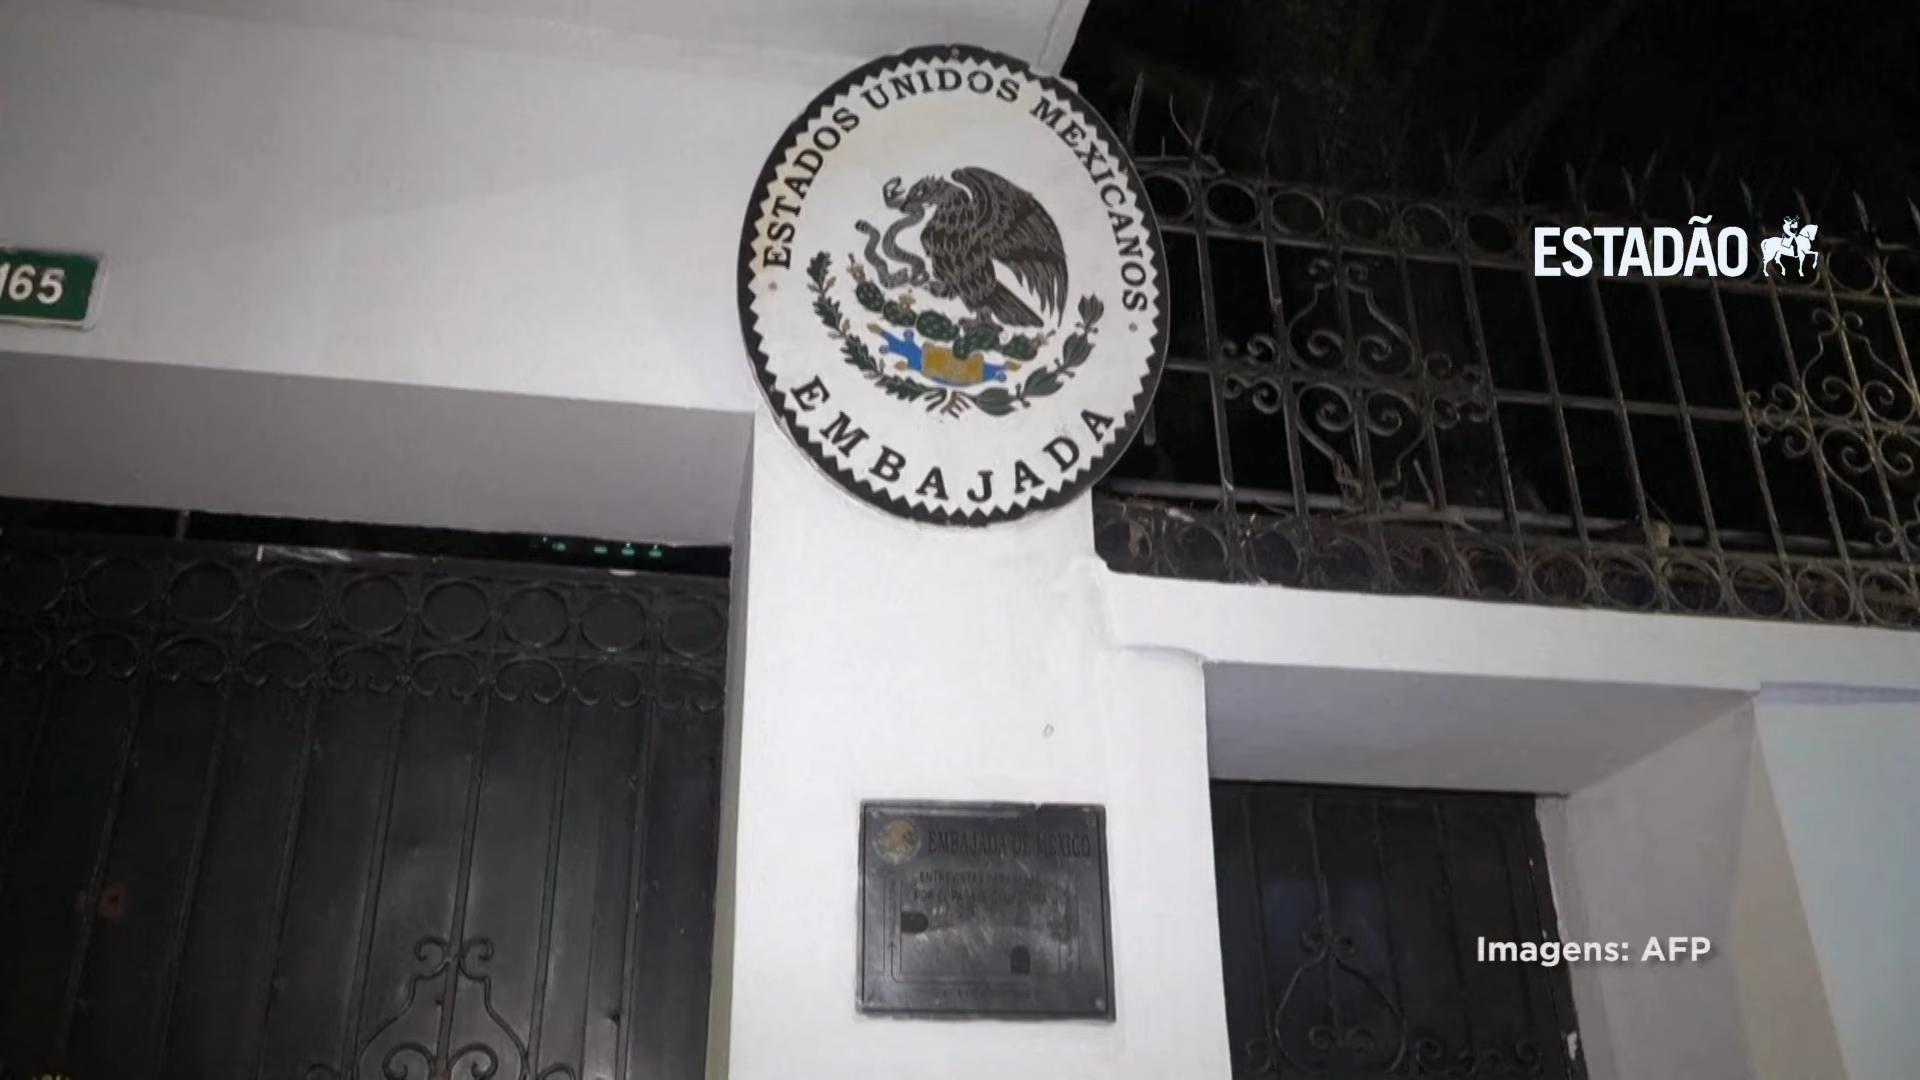 ESTADOS UNIDOS MEXICANOS
EMBAJADA
165
ESTADÃO
EMBAJADA DE MEXICO
Imagens: AFP